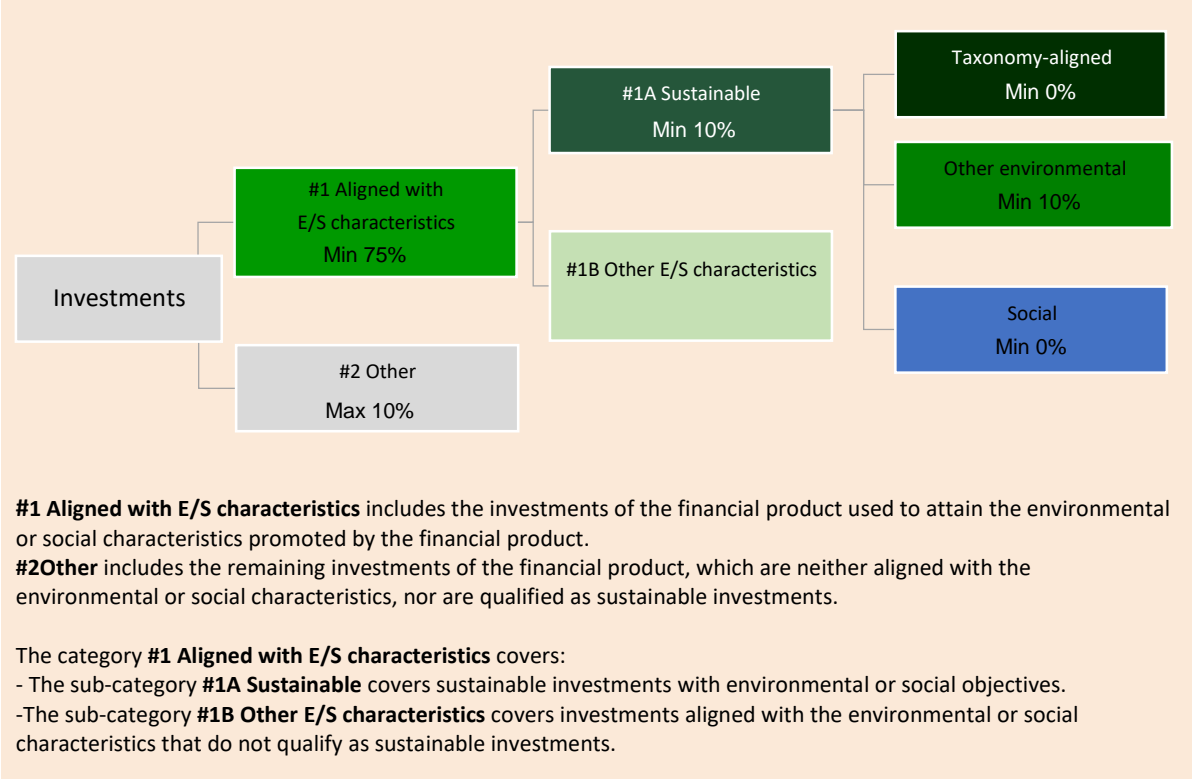 Investments
#1 Aligned with
E/S characteristics
Min 75%
#2 Other
Max 10%
#1A Sustainable
Min 10%
#1B Other E/S characteristics
Taxonomy-aligned
Min 0%
Other environmental
Min 10%
Social
Min 0%
#1 Aligned with E/S characteristics includes the investments of the financial product used to attain the environmental
or social characteristics promoted by the financial product.
#2Other includes the remaining investments of the financial product, which are neither aligned with the
environmental or social characteristics, nor are qualified as sustainable investments.
The category #1 Aligned with E/S characteristics covers:
- The sub-category #1A Sustainable covers sustainable investments with environmental or social objectives.
-The sub-category #1B Other E/S characteristics covers investments aligned with the environmental or social
characteristics that do not qualify as sustainable investments.